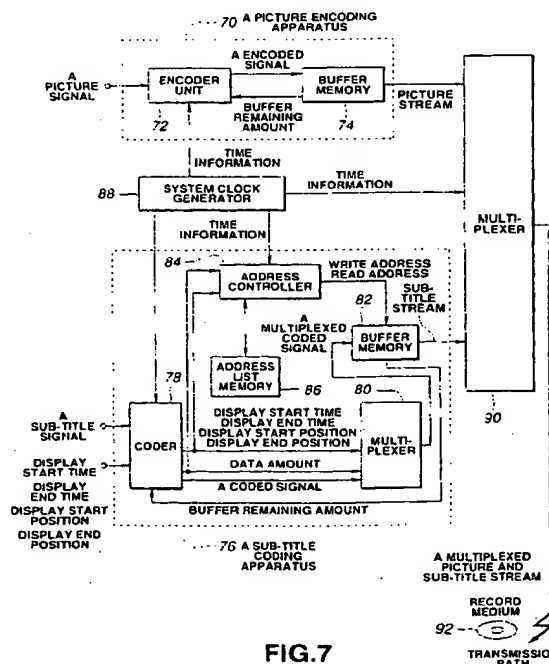 70 A PICTURE ENCODING
APPARATUS
A
PICTURE
SIGNAL
A ENCODED
SIGNAL
ENCODER
UNIT
72
BUFFER
REMAINING
AMOUNT
BUFFER
MEMORY
74
PICTURE
STREAM
TIME
INFORMATION
88
SYSTEM CLOCK
GENERATOR
TIME
INFORMATION
TIME
INFORMATION
MULTI-
PLEXER
90
84
ADDRESS
CONTROLLER
WRITE ADDRESS
READ ADDRESS
82
SUB-
TITLE
STREAM
A
MULTIPLEXED
CODED
SIGNAL
BUFFER
MEMORY
ADDRESS
LIST
MEMORY
86
78
80
A
SUB-TITLE
SIGNAL
CODER
DISPLAY START TIME
DISPLAY END TIME
DISPLAY START POSITION
DISPLAY END POSITION
MULTI-
PLEXER
DATA AMOUNT
A CODED SIGNAL
BUFFER REMAINING AMOUNT
DISPLAY
START TIME
DISPLAY
END TIME
DISPLAY START
POSITION
DISPLAY END
POSITION
76 A SUB-TITLE
CODING
APPARATUS
A MULTIPLEXED
PICTURE AND
SUB-TITLE STREAM
RECORD
MEDIUM
92
TRANSMISSION
PATH
FIG.7